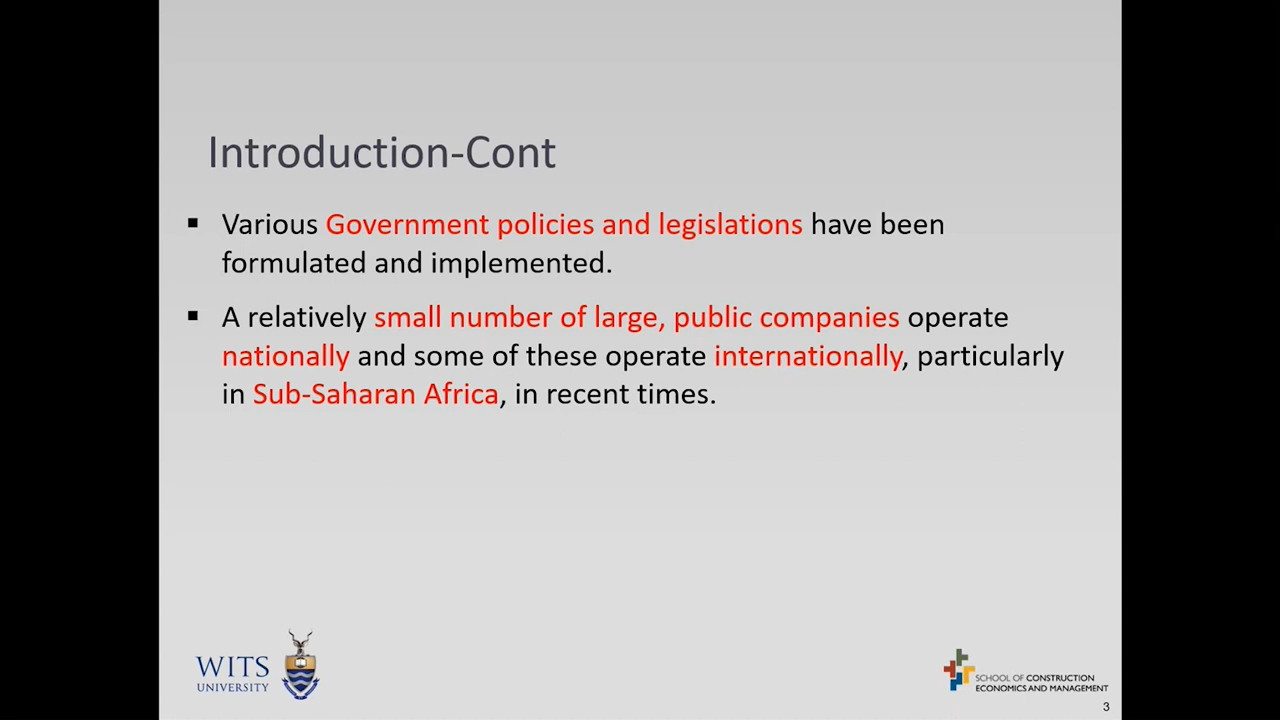 Introduction-Cont
▪ Various Government policies and legislations have been
formulated and implemented.
▪ A relatively small number of large, public companies operate
nationally and some of these operate internationally, particularly
in Sub-Saharan Africa, in recent times.
WITS
UNIVERSITY
SCHOOL OF CONSTRUCTION
ECONOMICS AND MANAGEMENT
3